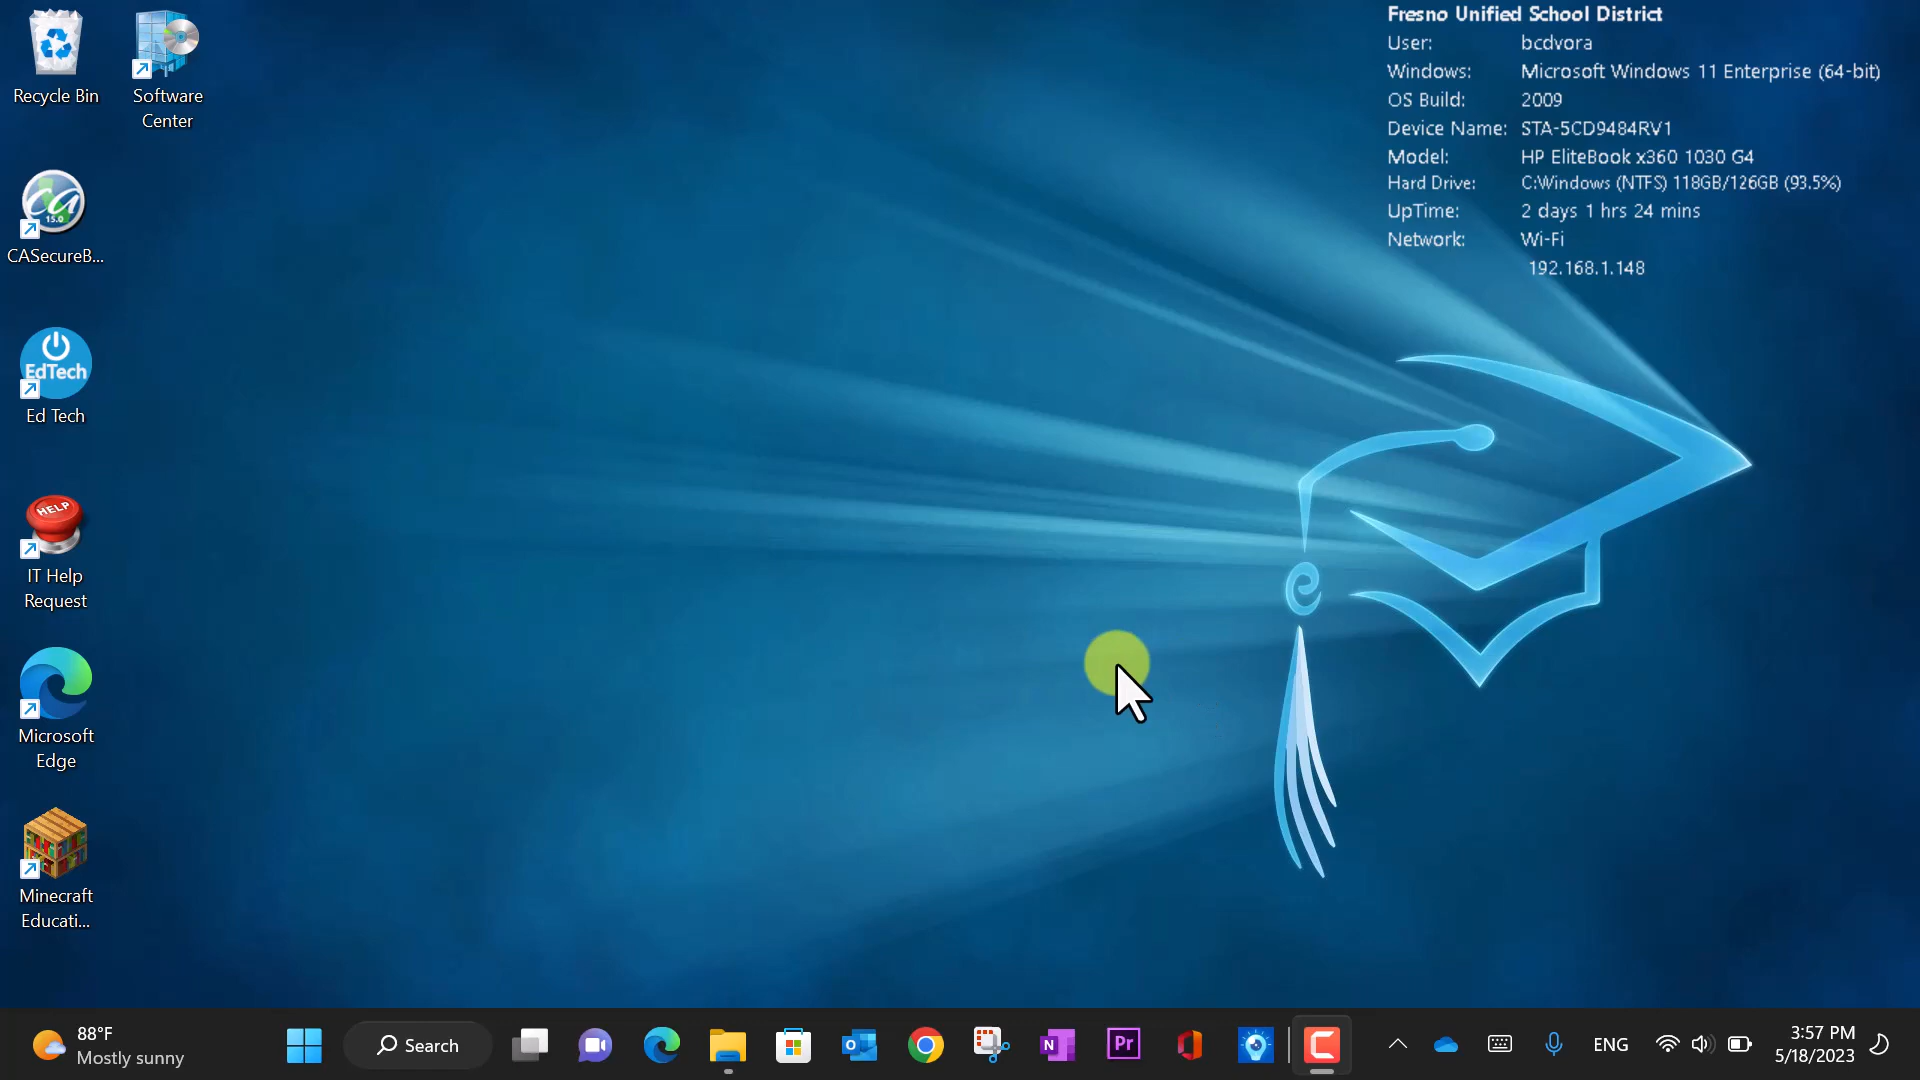 Fresno Unified School District
User: bcdvora
Windows: Microsoft Windows 11 Enterprise (64-bit)
OS Build: 2009
Device Name: STA-5CD9484RV1
Model: HP EliteBook x360 1030 G4
Hard Drive: C:Windows (NTFS) 118GB/126GB (93.5%)
UpTime: 2 days 1 hrs 24 mins
Network: Wi-Fi
192.168.1.148
Recycle Bin
Software
Center
CA
15.0
CASecureB...
EdTech
Ed Tech
HELP
IT Help
Request
Microsoft
Edge
Minecraft
Educati...
e
88°F
Mostly sunny
Search
O
N
Pr
C
ENG
3:57 PM
5/18/2023